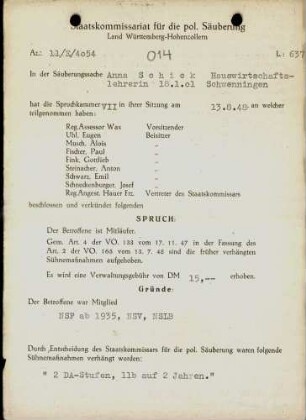 Staatskommissariat für die pol. Säuberung
Land Württemberg-Hohenzollern
Az.: 11/Z/4054 014 L: 637
In der Säuberungssache Anna Schick Hauswirtschafts-
lehrerin 18.1.01 Schwenningen
hat die Spruchkammer VII in ihrer Sitzung am 13.8.48 an welcher
teilgenommen haben:
Reg.Assessor Wax Vorsitzender
Uhl, Eugen Beisitzer
Mauch, Alois "
Fischer, Paul "
Fink, Gottlieb "
Steinacher, Anton "
Schwarz, Emil "
Schneckenburger, Josef "
Reg.Angest. Hauer Frz. Vertreter des Staatskommissars
beschlossen und verkündet folgenden
SPRUCH:
Der Betroffene ist Mitläufer.
Gem. Art. 4 der VO. 133 vom 17. 11. 47 in der Fassung des
Art. 2 der VO. 165 vom 13. 7. 48 sind die früher verhängten
Sühnemaßnahmen aufgehoben.
Es wird eine Verwaltungsgebühr von DM 15,-- erhoben.
Gründe:
Der Betroffene war Mitglied
NSF ab 1935, NSV, NSLB
Durch Entscheidung des Staatskommissars für die pol. Säuberung waren folgende
Sühnemaßnahmen verhängt worden:
" 2 DA-Stufen, 11b auf 2 Jahren."